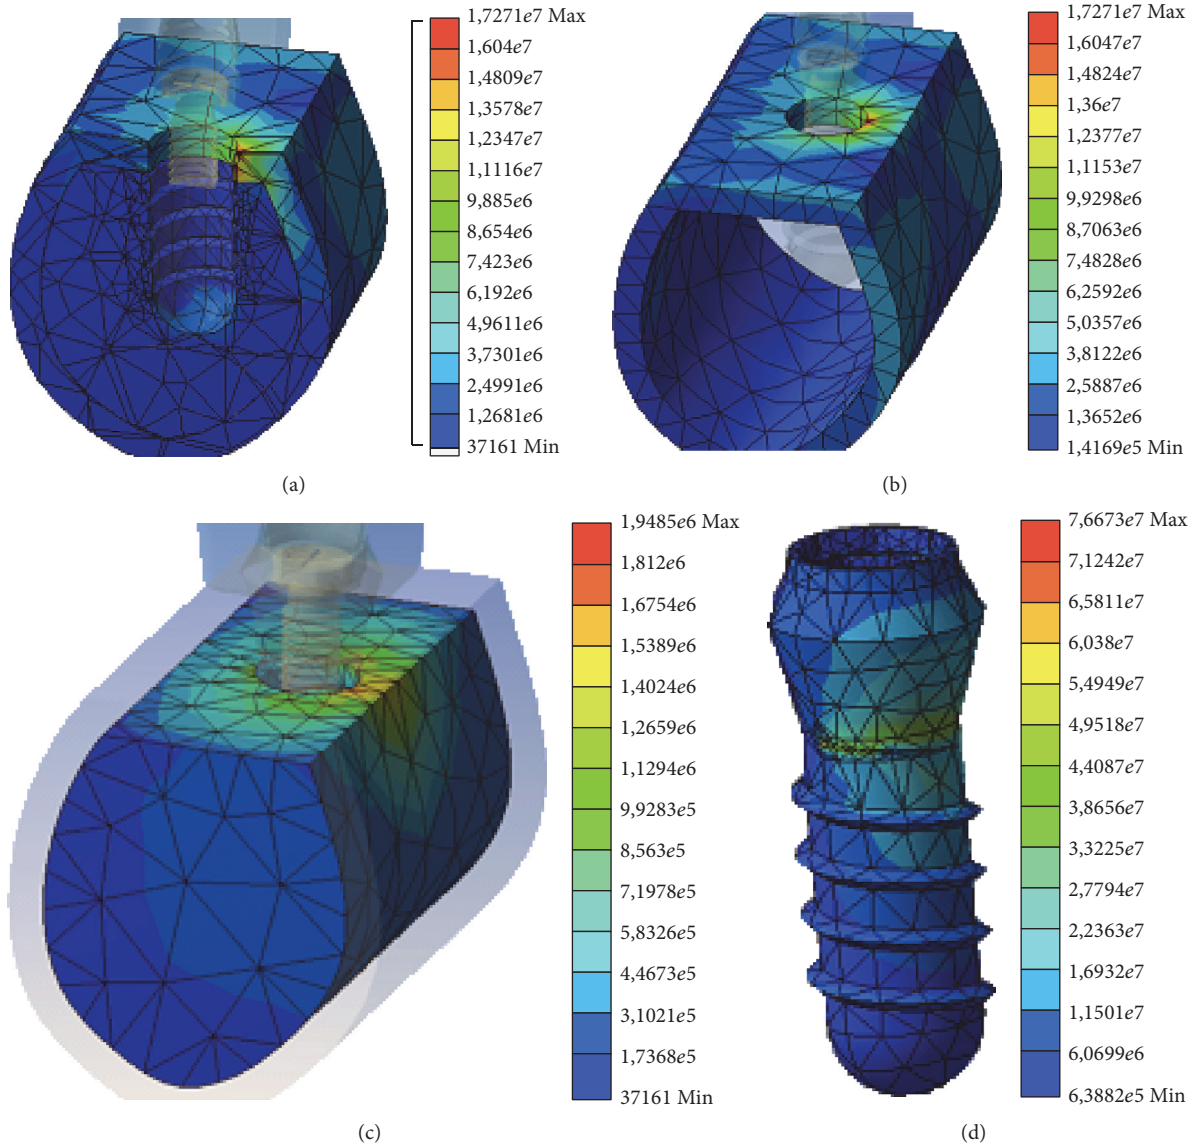 1,7271e7 Max
1,604e7
1,4809e7
1,3578e7
1,2347e7
1,1116e7
9,885e6
8,654e6
7,423e6
6,192e6
4,9611e6
3,7301e6
2,4991e6
1,2681e6
37161 Min
(a)
1,7271e7 Max
1,6047e7
1,4824e7
1,36e7
1,2377e7
1,1153e7
9,9298e6
8,7063e6
7,4828e6
6,2592e6
5,0357e6
3,8122e6
2,5887e6
1,3652e6
1,4169e5 Min
(b)
1,9485e6 Max
1,812e6
1,6754e6
1,5389e6
1,4024e6
1,2659e6
1,1294e6
9,9283e5
8,563e5
7,1978e5
5,8326e5
4,4673e5
3,1021e5
1,7368e5
37161 Min
(c)
7,6673e7 Max
7,1242e7
6,5811e7
6,038e7
5,4949e7
4,9518e7
4,4087e7
3,8656e7
3,3225e7
2,7794e7
2,2363e7
1,6932e7
1,1501e7
6,0699e6
6,3882e5 Min
(d)